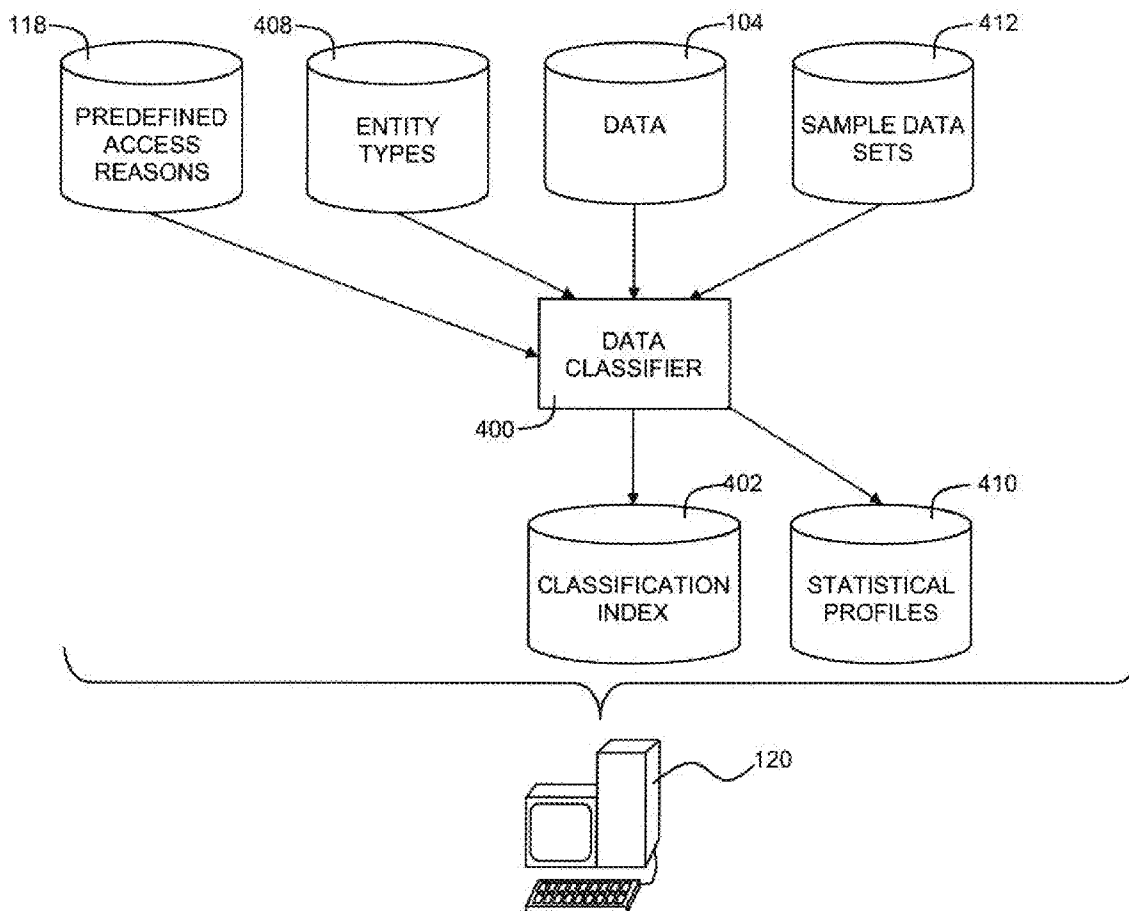 118
408
104
412
PREDEFINED
ACCESS
REASONS
ENTITY
TYPES
DATA
SAMPLE DATA
SETS
DATA
CLASSIFIER
400
402
410
CLASSIFICATION
INDEX
STATISTICAL
PROFILES
120